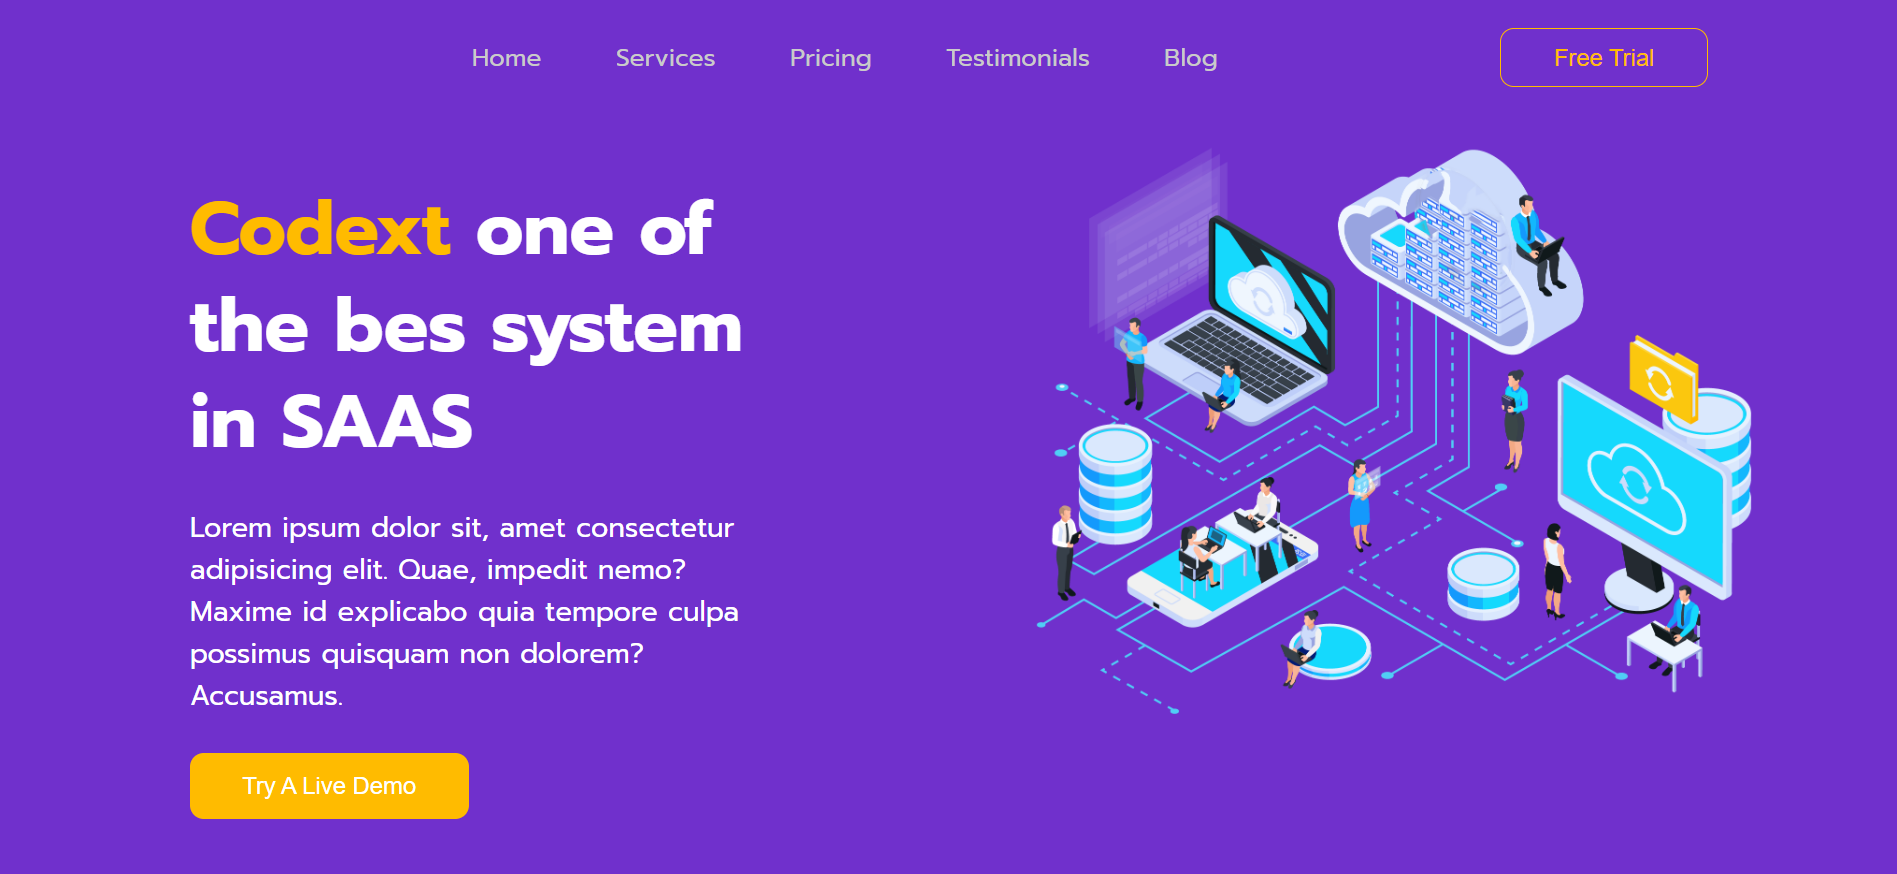 Home Services Pricing Testimonials Blog Free Trial
Codext one of
the bes system
in SAAS
Lorem ipsum dolor sit, amet consectetur
adipisicing elit. Quae, impedit nemo?
Maxime id explicabo quia tempore culpa
possimus quisquam non dolorem?
Accusamus.
Try A Live Demo